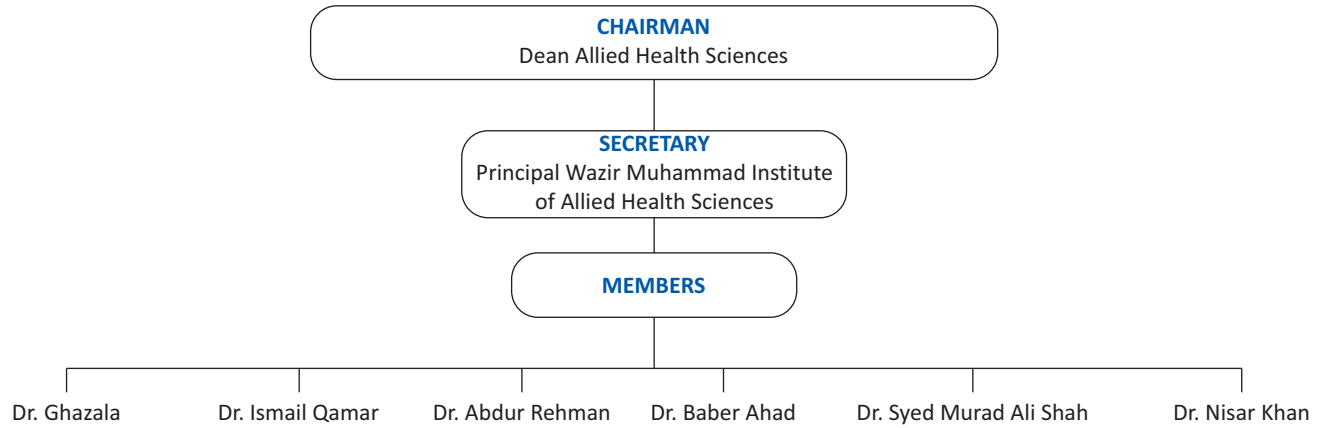 CHAIRMAN
Dean Allied Health Sciences
SECRETARY
Principal Wazir Muhammad Institute
of Allied Health Sciences
MEMBERS
Dr. Ghazala Dr. Ismail Qamar Dr. Abdur Rehman Dr. Baber Ahad Dr. Syed Murad Ali Shah Dr. Nisar Khan